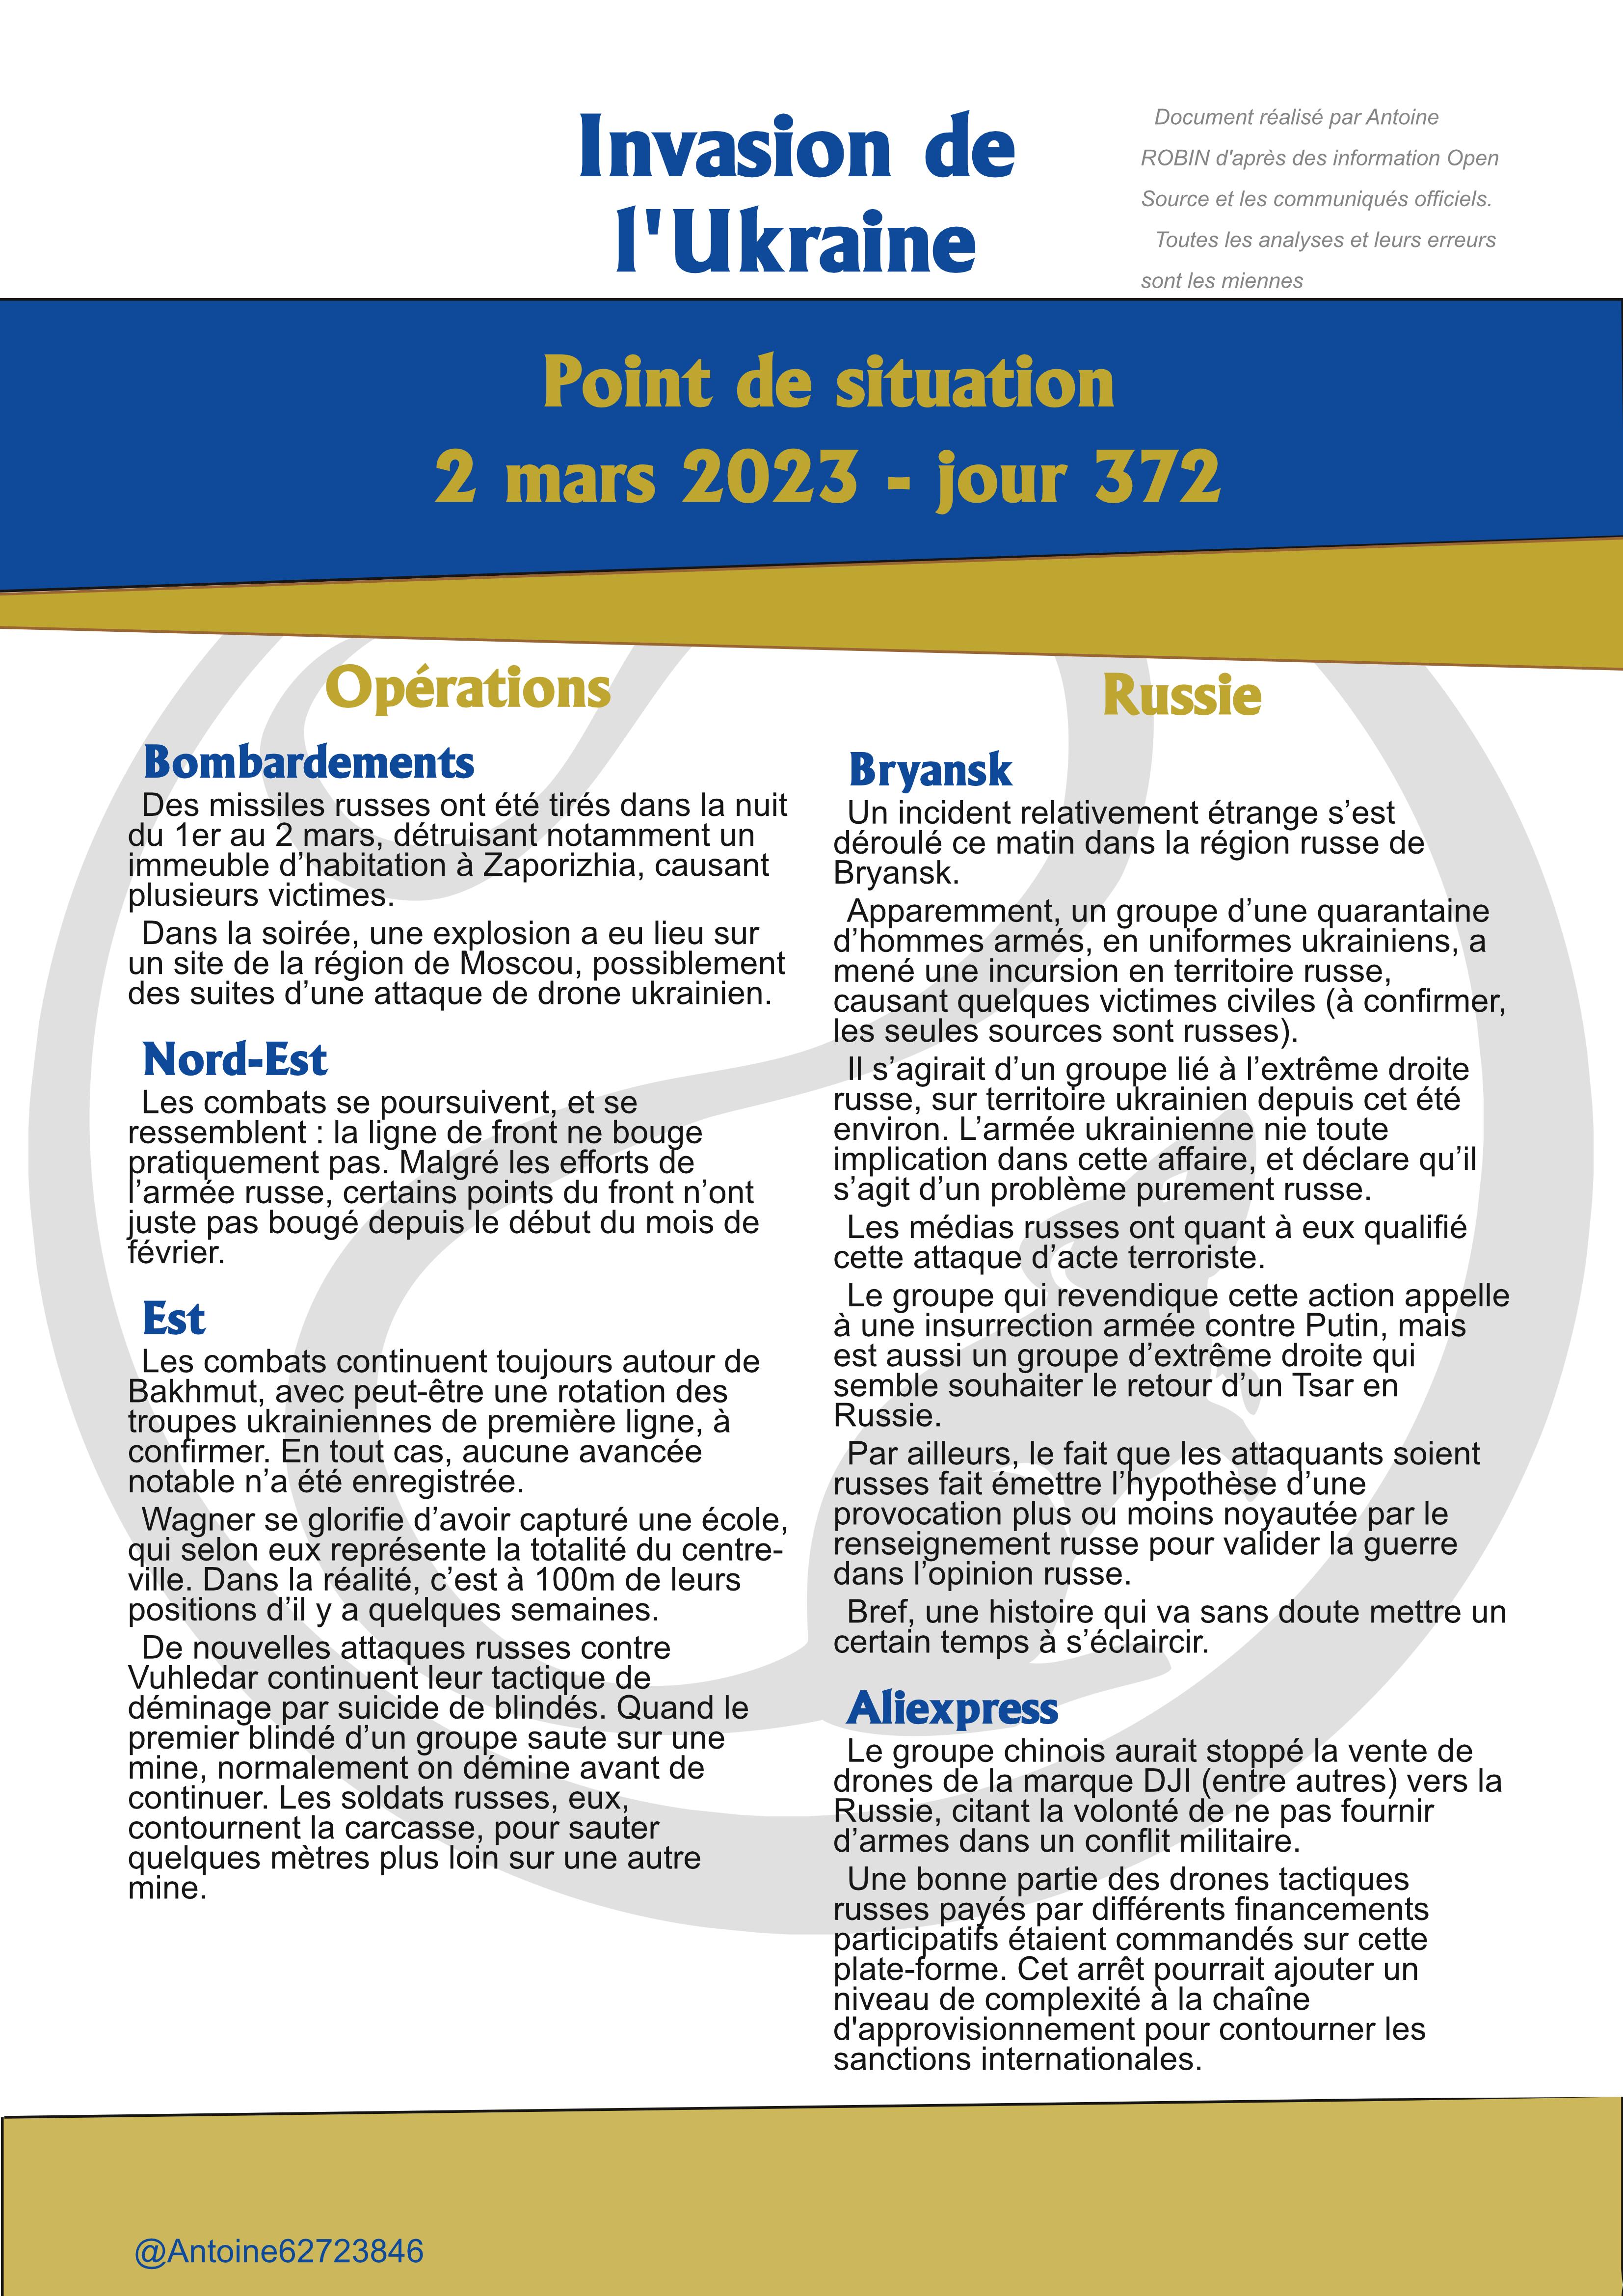 Invasion de
l'Ukraine
Document réalisé par Antoine
ROBIN d'après des information Open
Source et les communiqués officiels.
Toutes les analyses et leurs erreurs
sont les miennes
Point de situation
2 mars 2023 - jour 372
Opérations
Bombardements
Des missiles russes ont été tirés dans la nuit
du 1er au 2 mars, détruisant notamment un
immeuble d’habitation à Zaporizhia, causant
plusieurs victimes.
Dans la soirée, une explosion a eu lieu sur
un site de la région de Moscou, possiblement
des suites d’une attaque de drone ukrainien.
Nord-Est
Les combats se poursuivent, et se
ressemblent : la ligne de front ne bouge
pratiquement pas. Malgré les efforts de
l’armée russe, certains points du front n’ont
juste pas bougé depuis le début du mois de
février.
Est
Les combats continuent toujours autour de
Bakhmut, avec peut-être une rotation des
troupes ukrainiennes de première ligne, à
confirmer. En tout cas, aucune avancée
notable n’a été enregistrée.
Wagner se glorifie d’avoir capturé une école,
qui selon eux représente la totalité du centre-
ville. Dans la réalité, c’est à 100m de leurs
positions d’il y a quelques semaines.
De nouvelles attaques russes contre
Vuhledar continuent leur tactique de
déminage par suicide de blindés. Quand le
premier blindé d’un groupe saute sur une
mine, normalement on démine avant de
continuer. Les soldats russes, eux,
contournent la carcasse, pour sauter
quelques mètres plus loin sur une autre
mine.
Russie
Bryansk
Un incident relativement étrange s’est
déroulé ce matin dans la région russe de
Bryansk.
Apparemment, un groupe d’une quarantaine
d’hommes armés, en uniformes ukrainiens, a
mené une incursion en territoire russe,
causant quelques victimes civiles (à confirmer,
les seules sources sont russes).
Il s’agirait d’un groupe lié à l’extrême droite
russe, sur territoire ukrainien depuis cet été
environ. L’armée ukrainienne nie toute
implication dans cette affaire, et déclare qu’il
s’agit d’un problème purement russe.
Les médias russes ont quant à eux qualifié
cette attaque d’acte terroriste.
Le groupe qui revendique cette action appelle
à une insurrection armée contre Putin, mais
est aussi un groupe d’extrême droite qui
semble souhaiter le retour d’un Tsar en
Russie.
Par ailleurs, le fait que les attaquants soient
russes fait émettre l’hypothèse d’une
provocation plus ou moins noyautée par le
renseignement russe pour valider la guerre
dans l’opinion russe.
Bref, une histoire qui va sans doute mettre un
certain temps à s’éclaircir.
Aliexpress
Le groupe chinois aurait stoppé la vente de
drones de la marque DJI (entre autres) vers la
Russie, citant la volonté de ne pas fournir
d’armes dans un conflit militaire.
Une bonne partie des drones tactiques
russes payés par différents financements
participatifs étaient commandés sur cette
plate-forme. Cet arrêt pourrait ajouter un
niveau de complexité à la chaîne
d'approvisionnement pour contourner les
sanctions internationales.
@Antoine62723846